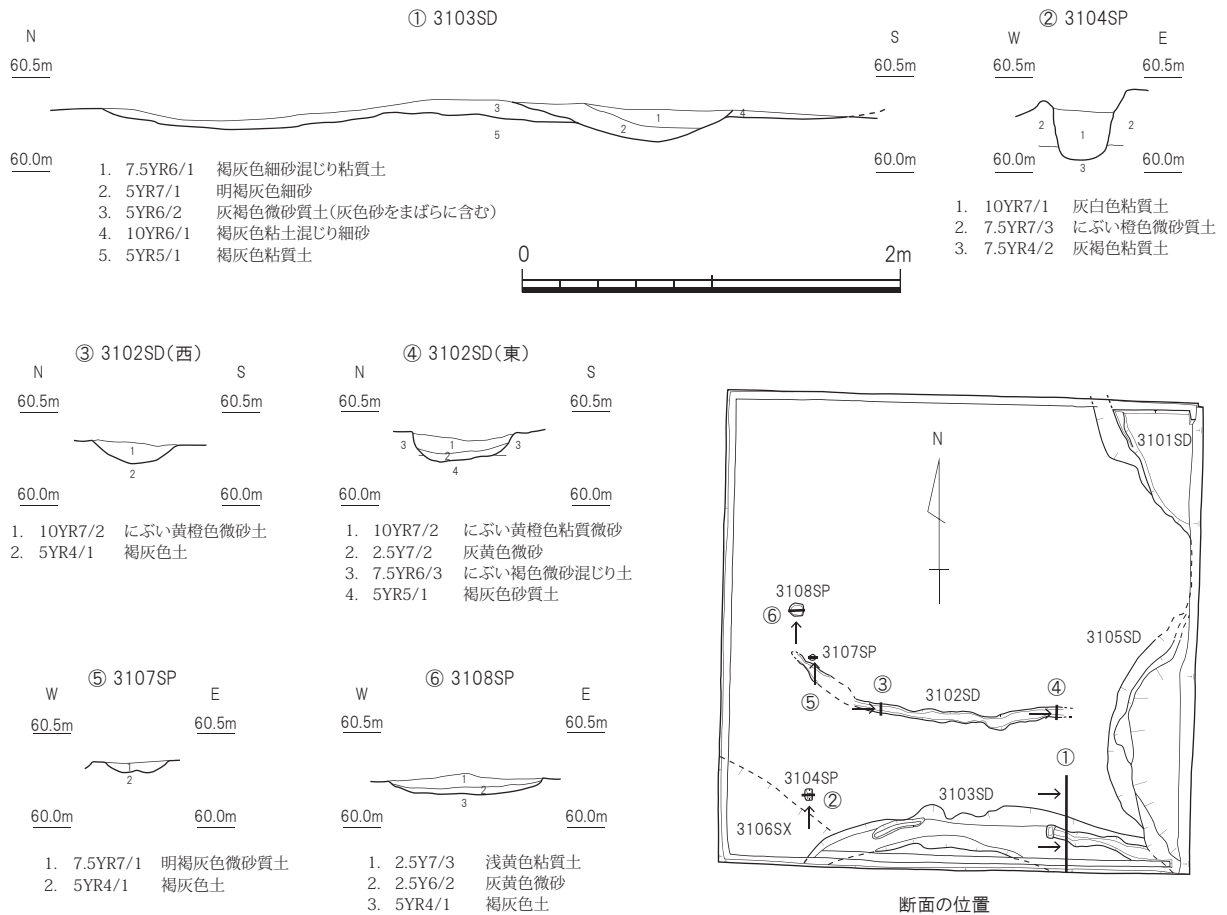 ① 3103SD
N
S
60.5m
60.5m
60.0m
60.0m
3
1
4
2
5
1. 7.5YR6/1 褐灰色細砂混じり粘質土
2. 5YR7/1 明褐灰色細砂
3. 5YR6/2 灰褐色微砂質土(灰色砂をまばらに含む)
4. 10YR6/1 褐灰色粘土混じり細砂
5. 5YR5/1 褐灰色粘質土
② 3104SP
W
E
60.5m
60.5m
2
1
2
60.0m
60.0m
3
1. 10YR7/1 灰白色粘質土
2. 7.5YR7/3 にぶい橙色微砂質土
3. 7.5YR4/2 灰褐色粘質土
0
2m
③ 3102SD(西)
N
S
60.5m
60.5m
1
2
60.0m
60.0m
1. 10YR7/2 にぶい黄橙色微砂土
2. 5YR4/1 褐灰色土
④ 3102SD(東)
N
S
60.5m
60.5m
3
1
3
2
4
60.0m
60.0m
1. 10YR7/2 にぶい黄橙色粘質微砂
2. 2.5Y7/2 灰黄色微砂
3. 7.5YR6/3 にぶい褐色微砂混じり土
4. 5YR5/1 褐灰色砂質土
⑤ 3107SP
W
E
60.5m
60.5m
1
2
60.0m
60.0m
1. 7.5YR7/1 明褐灰色微砂質土
2. 5YR4/1 褐灰色土
⑥ 3108SP
W
E
60.5m
60.5m
1
2
3
60.0m
60.0m
1. 2.5Y7/3 浅黄色粘質土
2. 2.5Y6/2 灰黄色微砂
3. 5YR4/1 褐灰色土
3101SD
N
3108SP
⑥
3107SP
3105SD
⑤
③
3102SD
④
①
3104SP
②
3103SD
3106SX
断面の位置